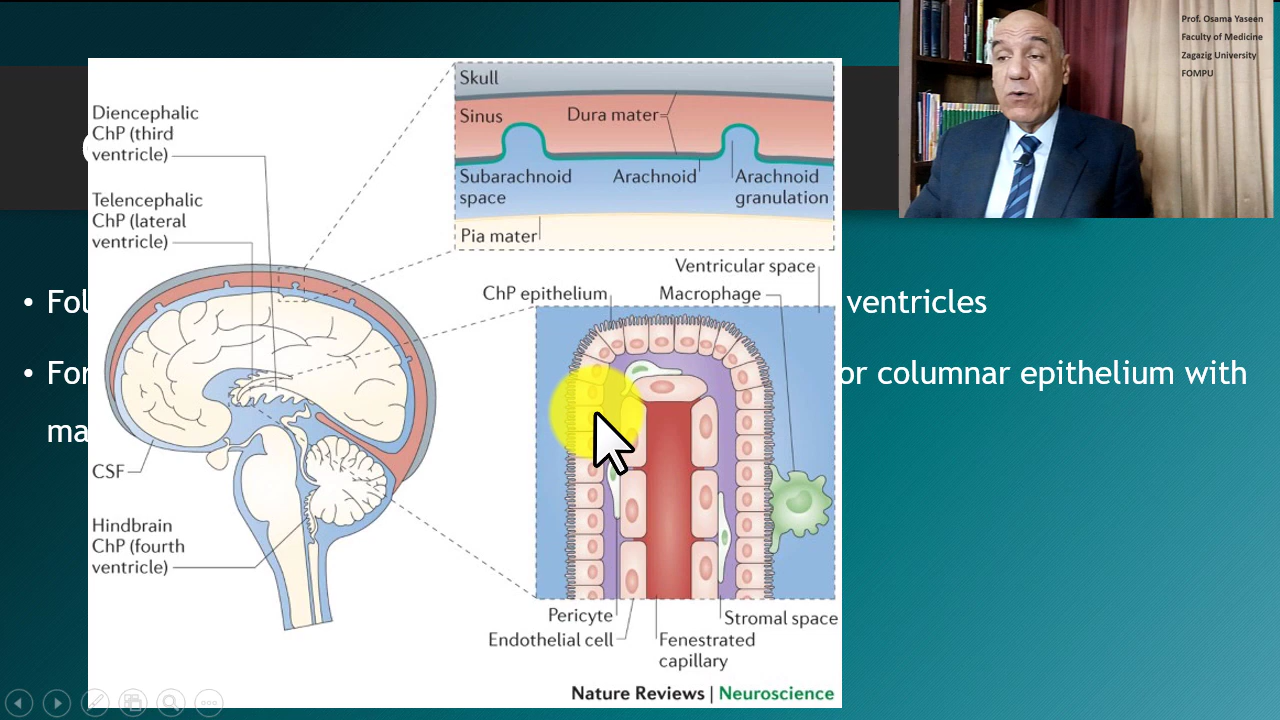 Prof. Osama Yaseen
Faculty of Medicine
Zagazig University
FOMPU
Diencephalic
ChP (third
ventricle)
Telencephalic
ChP (lateral
ventricle)
CSF
Hindbrain
ChP (fourth
ventricle)
Skull
Sinus
Dura mater
Subarachnoid
space
Arachnoid
Arachnoid
granulation
Pia mater
Ventricular space
ChP epithelium
Macrophage
Pericyte
Endothelial cell
Fenestrated
capillary
Stromal space
Nature Reviews | Neuroscience
• Fol
ventricles
• For
or columnar epithelium with
ma